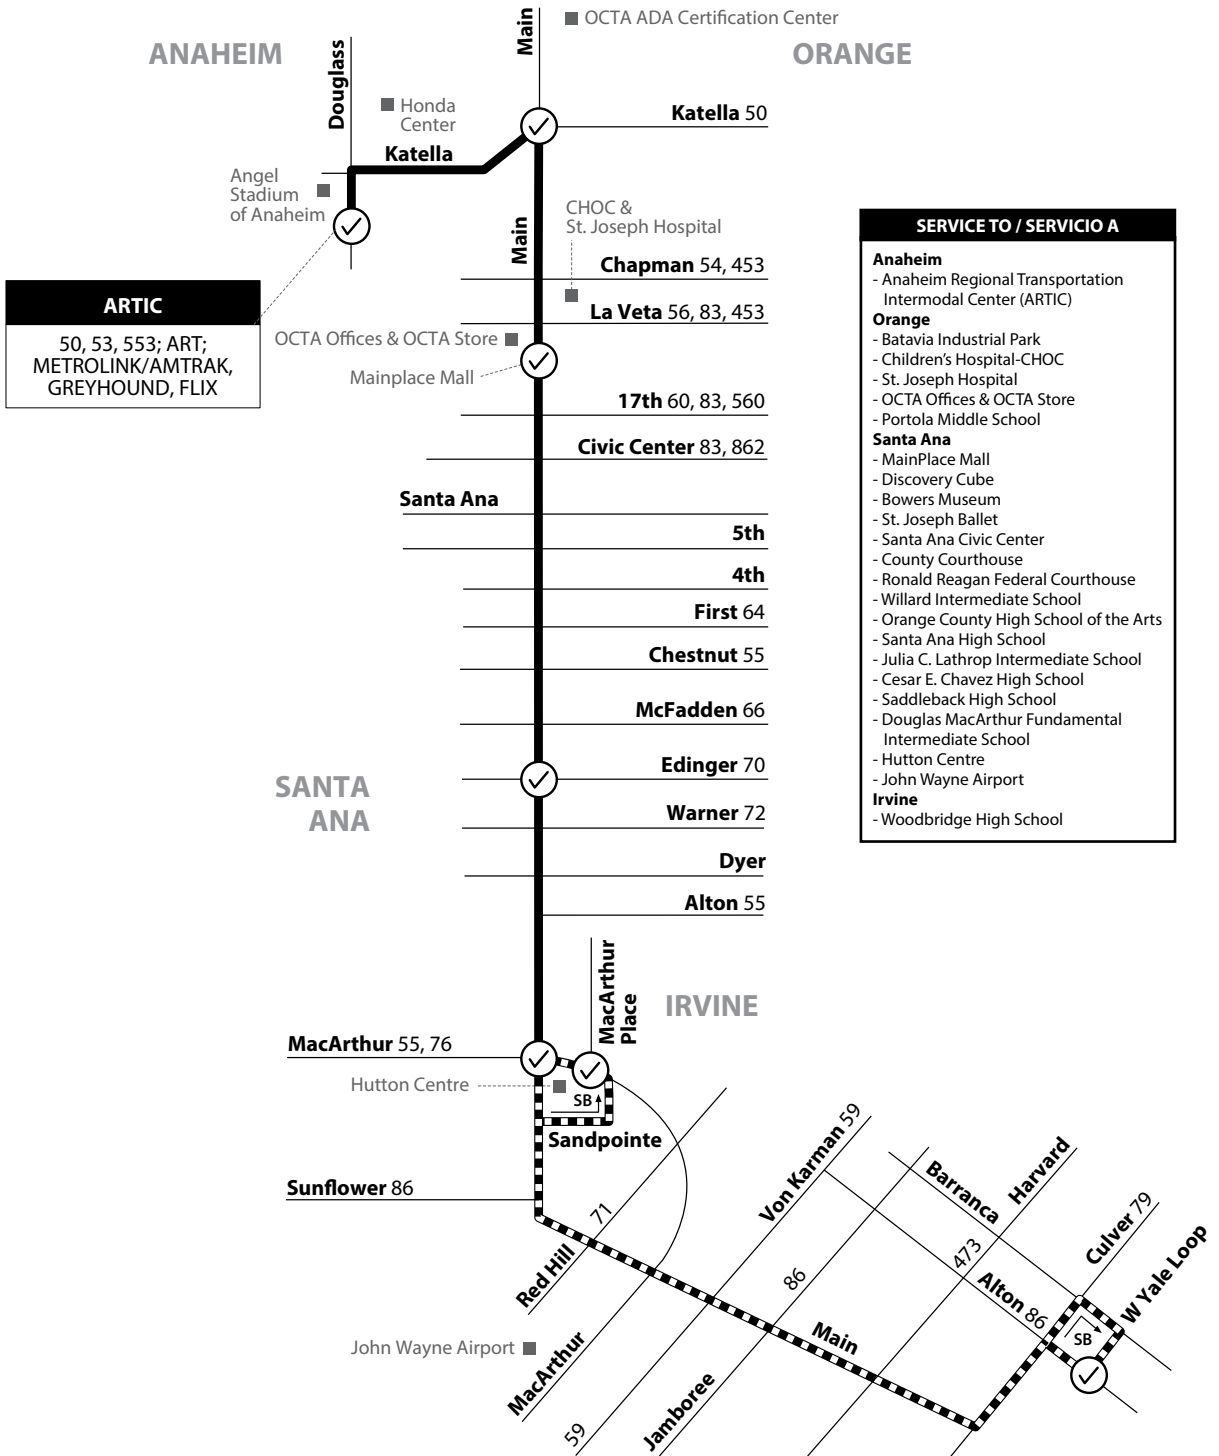 OCTA ADA Certification Center
Main
ANAHEIM
ORANGE
Douglass
Honda
Center
Katella 50
Katella
Angel
Stadium
of Anaheim
CHOC &
St. Joseph Hospital
Main
Chapman 54, 453
La Veta 56, 83, 453
ARTIC
50, 53, 553; ART;
METROLINK/AMTRAK,
GREYHOUND, FLIX
OCTA Offices & OCTA Store
Mainplace Mall
17th 60, 83, 560
Civic Center 83, 862
Santa Ana
5th
4th
First 64
Chestnut 55
McFadden 66
Edinger 70
SANTA
ANA
Warner 72
Dyer
Alton 55
MacArthur
Place
IRVINE
MacArthur 55, 76
Hutton Centre
SB
Sandpointe
Sunflower 86
Red Hill
71
John Wayne Airport
MacArthur
59
Von Karman 59
Jamboree
86
Main
Barranca
Harvard
473
Alton 86
Culver 79
W Yale Loop
SB
SERVICE TO / SERVICIO A
Anaheim
- Anaheim Regional Transportation
Intermodal Center (ARTIC)
Orange
- Batavia Industrial Park
- Children's Hospital-CHOC
- St. Joseph Hospital
- OCTA Offices & OCTA Store
- Portola Middle School
Santa Ana
- MainPlace Mall
- Discovery Cube
- Bowers Museum
- St. Joseph Ballet
- Santa Ana Civic Center
- County Courthouse
- Ronald Reagan Federal Courthouse
- Willard Intermediate School
- Orange County High School of the Arts
- Santa Ana High School
- Julia C. Lathrop Intermediate School
- Cesar E. Chavez High School
- Saddleback High School
- Douglas MacArthur Fundamental
Intermediate School
- Hutton Centre
- John Wayne Airport
Irvine
- Woodbridge High School